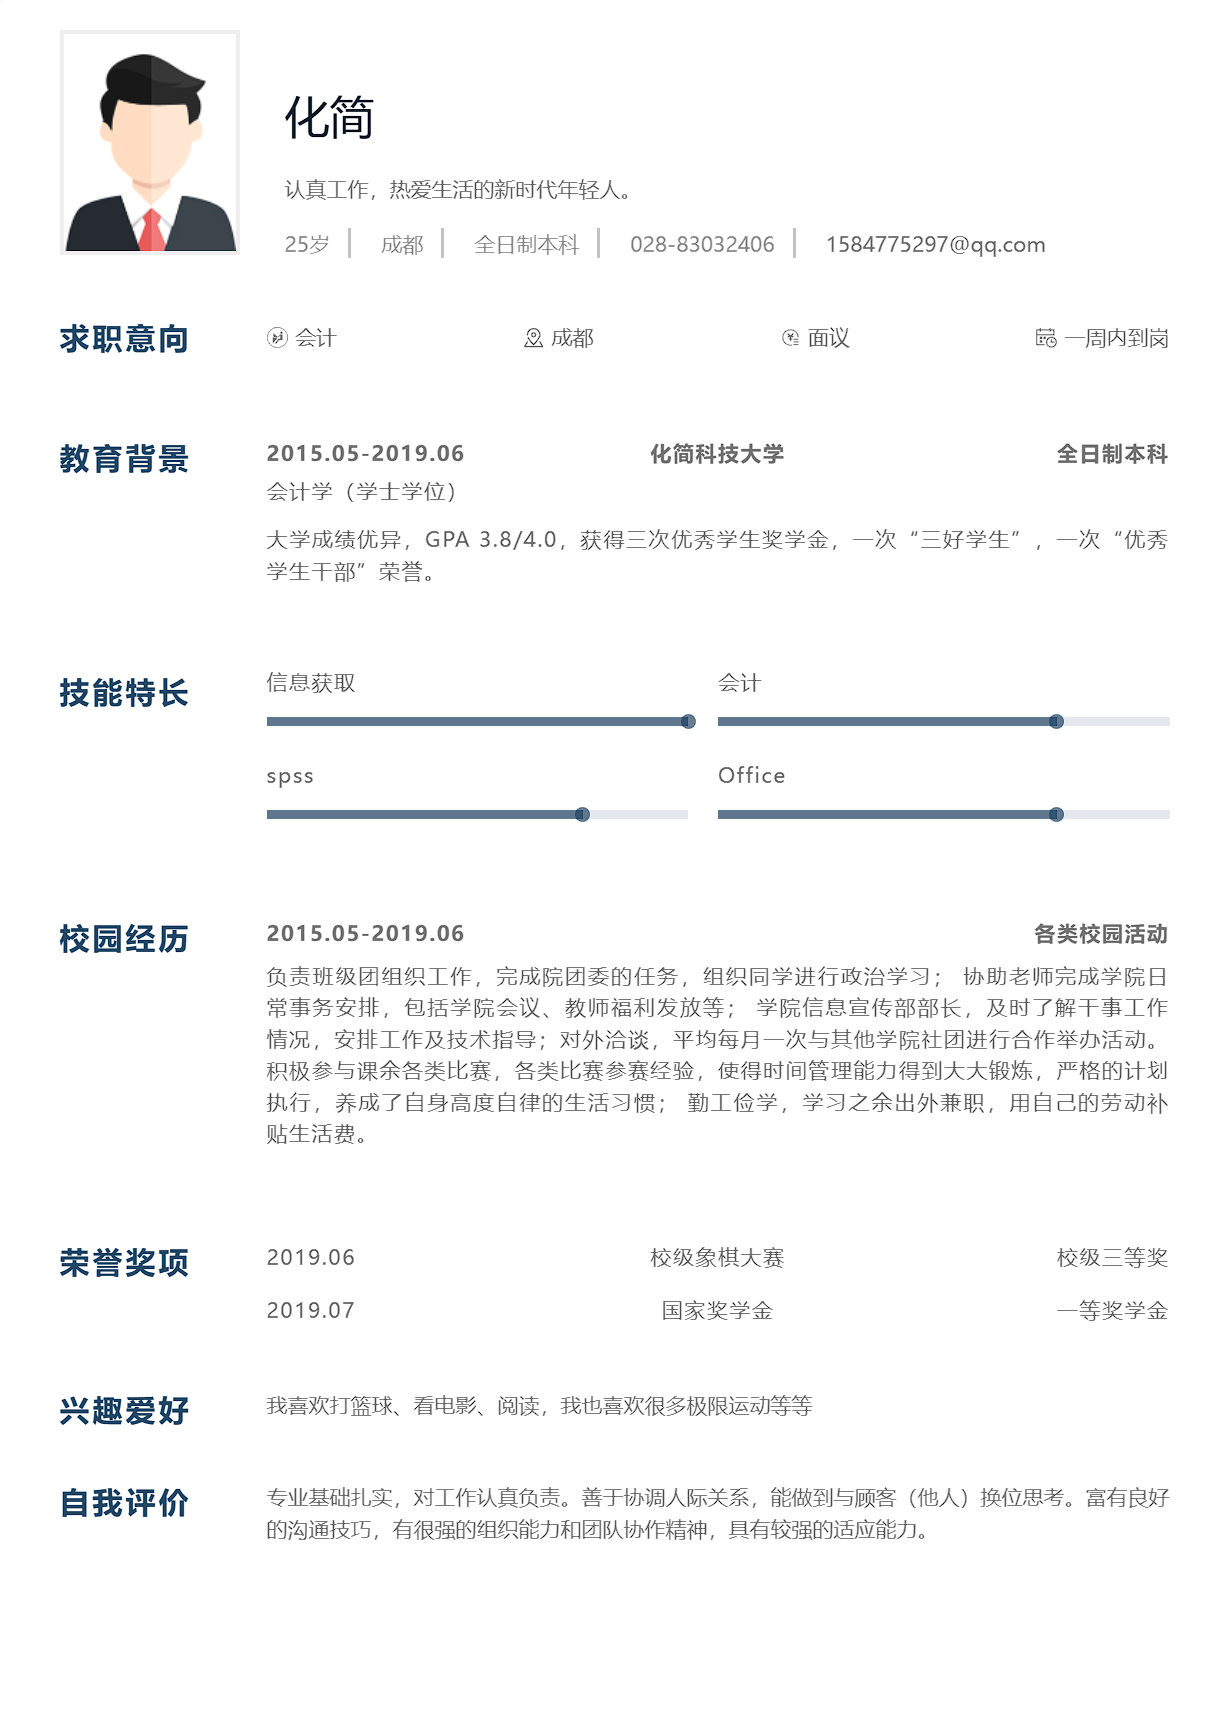 化简
认真工作，热爱生活的新时代年轻人。
25岁 成都 全日制本科 028-83032406 1584775297@qq.com
求职意向 会计 成都 面议 一周内到岗
教育背景 2015.05-2019.06 化简科技大学 全日制本科
会计学（学士学位）
大学成绩优异，GPA 3.8/4.0，获得三次优秀学生奖学金，一次“三好学生”，一次“优秀
学生干部”荣誉。
技能特长
信息获取 会计
spss Office
校园经历 2015.05-2019.06 各类校园活动
负责班级团组织工作，完成院团委的任务，组织同学进行政治学习； 协助老师完成学院日
常事务安排，包括学院会议、教师福利发放等； 学院信息宣传部部长，及时了解干事工作
情况，安排工作及技术指导；对外洽谈，平均每月一次与其他学院社团进行合作举办活动。
积极参与课余各类比赛，各类比赛参赛经验，使得时间管理能力得到大大锻炼，严格的计划
执行，养成了自身高度自律的生活习惯； 勤工俭学，学习之余出外兼职，用自己的劳动补
贴生活费。
荣誉奖项 2019.06 校级象棋大赛 校级三等奖
2019.07 国家奖学金 一等奖学金
兴趣爱好 我喜欢打篮球、看电影、阅读，我也喜欢很多极限运动等等
自我评价 专业基础扎实，对工作认真负责。善于协调人际关系，能做到与顾客（他人）换位思考。富有良好
的沟通技巧，有很强的组织能力和团队协作精神，具有较强的适应能力。